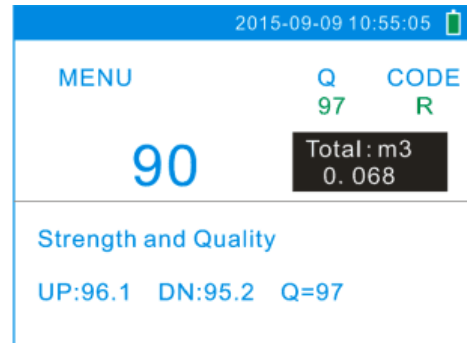 2015-09-09 10:55:05
MENU Q CODE
97 R
90
Total: m3
0. 068
Strength and Quality
UP:96.1 DN:95.2 Q=97